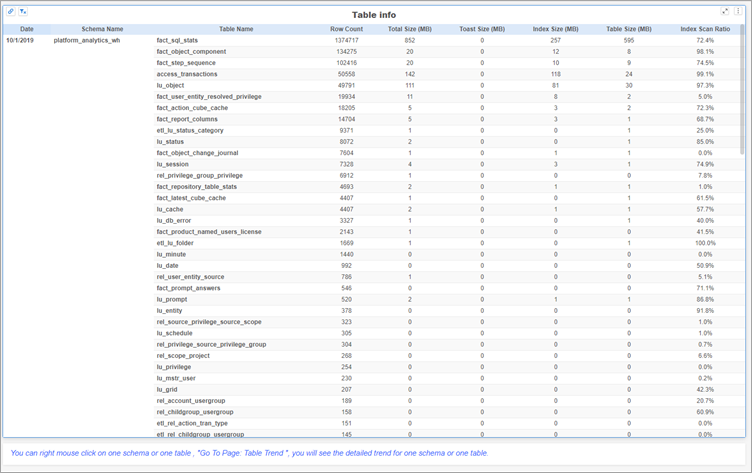 Table info
Date Schema Name Table Name Row Count Total Size (MB) Toast Size (MB) Index Size (MB) Table Size (MB) Index Scan Ratio
10/1/2019 platform_analytics_wh fact_sql_stats 1374717 852 0 257 595 72.4%
fact_object_component 134275 20 0 12 8 98.1%
fact_step_sequence 102416 20 0 10 9 74.5%
access_transactions 50558 142 0 118 24 99.1%
lu_object 49791 111 0 81 30 97.3%
fact_user_entity_resolved_privilege 19934 11 0 8 2 5.0%
fact_action_cube_cache 18205 5 0 3 2 72.3%
fact_report_columns 14704 5 0 3 1 68.7%
etl_lu_status_category 9371 1 0 0 1 25.0%
lu_status 8072 2 0 0 1 85.0%
fact_object_change_journal 7604 1 0 1 1 0.0%
lu_session 7328 4 0 3 1 74.9%
rel_privilege_group_privilege 6912 1 0 0 0 7.8%
fact_repository_table_stats 4693 2 0 1 1 1.0%
fact_latest_cube_cache 4407 1 0 0 1 61.5%
lu_cache 4407 2 0 1 1 57.7%
lu_db_error 3327 1 0 0 1 40.0%
fact_product_named_users_license 2143 1 0 0 0 41.5%
etl_lu_folder 1669 1 0 0 1 100.0%
lu_minute 1440 0 0 0 0 0.0%
lu_date 992 0 0 0 0 50.9%
rel_user_entity_source 786 1 0 0 0 5.1%
fact_prompt_answers 546 0 0 0 0 71.1%
lu_prompt 520 2 0 1 1 86.8%
lu_entity 378 0 0 0 0 91.8%
rel_source_privilege_source_scope 323 0 0 0 0 1.0%
lu_schedule 305 0 0 0 0 1.0%
rel_privilege_source_privilege_group 304 0 0 0 0 0.7%
rel_scope_project 268 0 0 0 0 6.6%
lu_privilege 254 0 0 0 0 0.0%
lu_mstr_user 230 0 0 0 0 0.2%
lu_grid 207 0 0 0 0 42.3%
rel_account_usergroup 189 0 0 0 0 20.7%
rel_childgroup_usergroup 158 0 0 0 0 60.9%
etl_rel_action_tran_type 151 0 0 0 0 0.0%
etl_rel_childgroup_usergroup 145 0 0 0 0 0.0%
You can right mouse click on one schema or one table , "Go To Page: Table Trend ", you will see the detailed trend for one schema or one table.